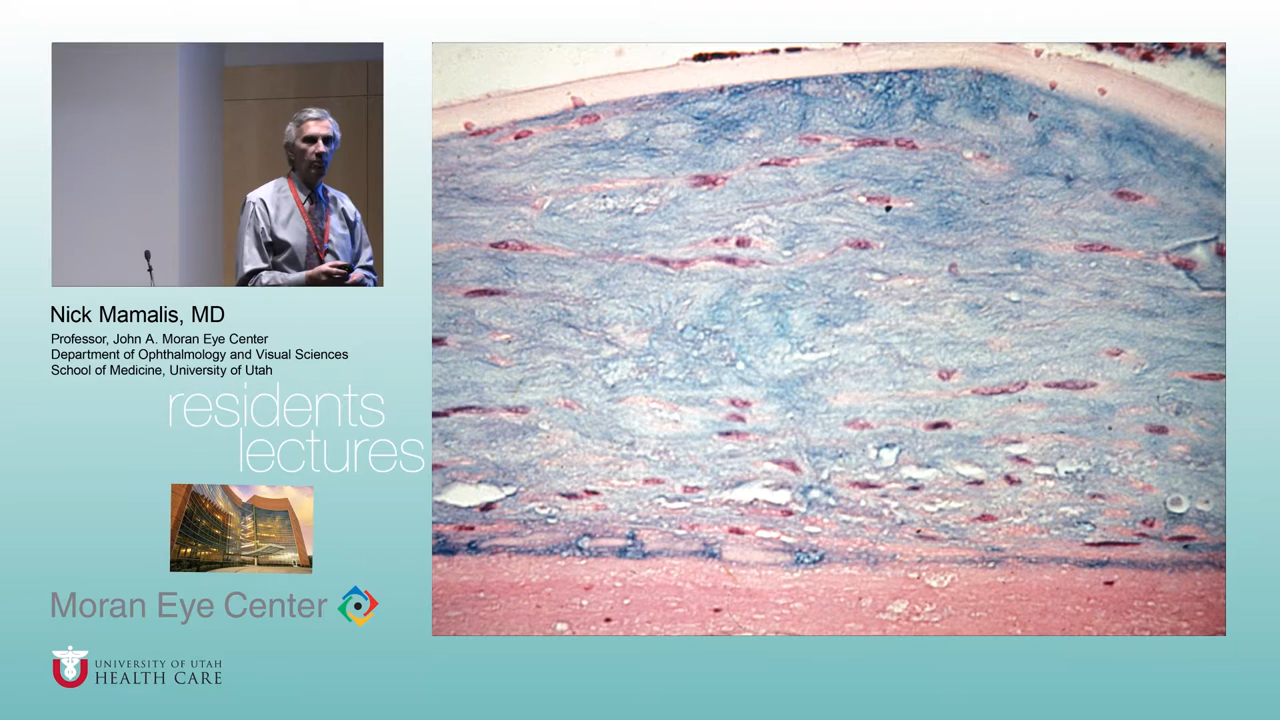 Nick Mamalis, MD
Professor, John A. Moran Eye Center
Department of Ophthalmology and Visual Sciences
School of Medicine, University of Utah
residents
lectures
Moran Eye Center
U
UNIVERSITY OF UTAH
HEALTH CARE